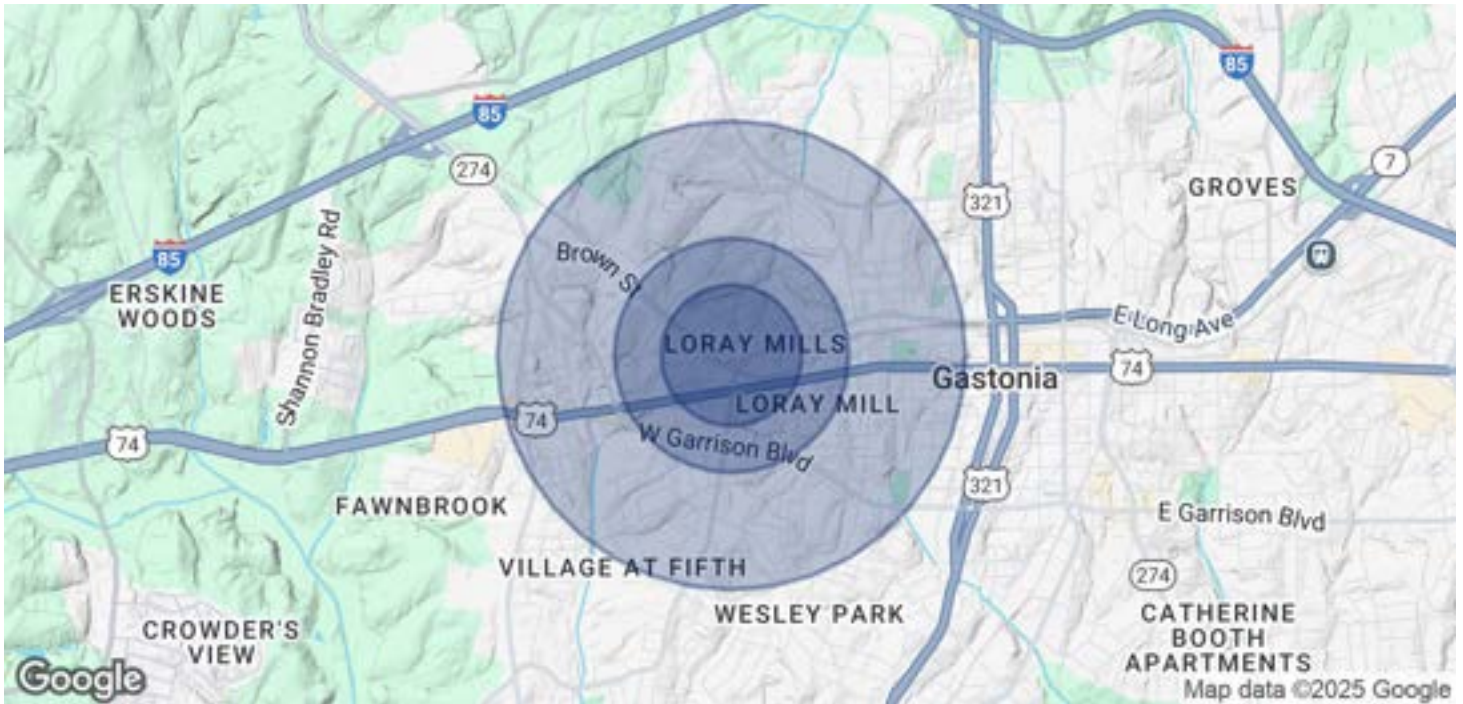 85
85
274
7
GROVES
321
Brown St
85
Shannon Bradley Rd
ERSKINE
WOODS
E Long Ave
LORAY MILLS
74
Gastonia
LORAY MILL
74
74
W Garrison Blvd
321
FAWNBROOK
E Garrison Blvd
VILLAGE AT FIFTH
274
WESLEY PARK
CATHERINE
BOOTH
APARTMENTS
CROWDER'S
VIEW
Google
Map data ©2025 Google